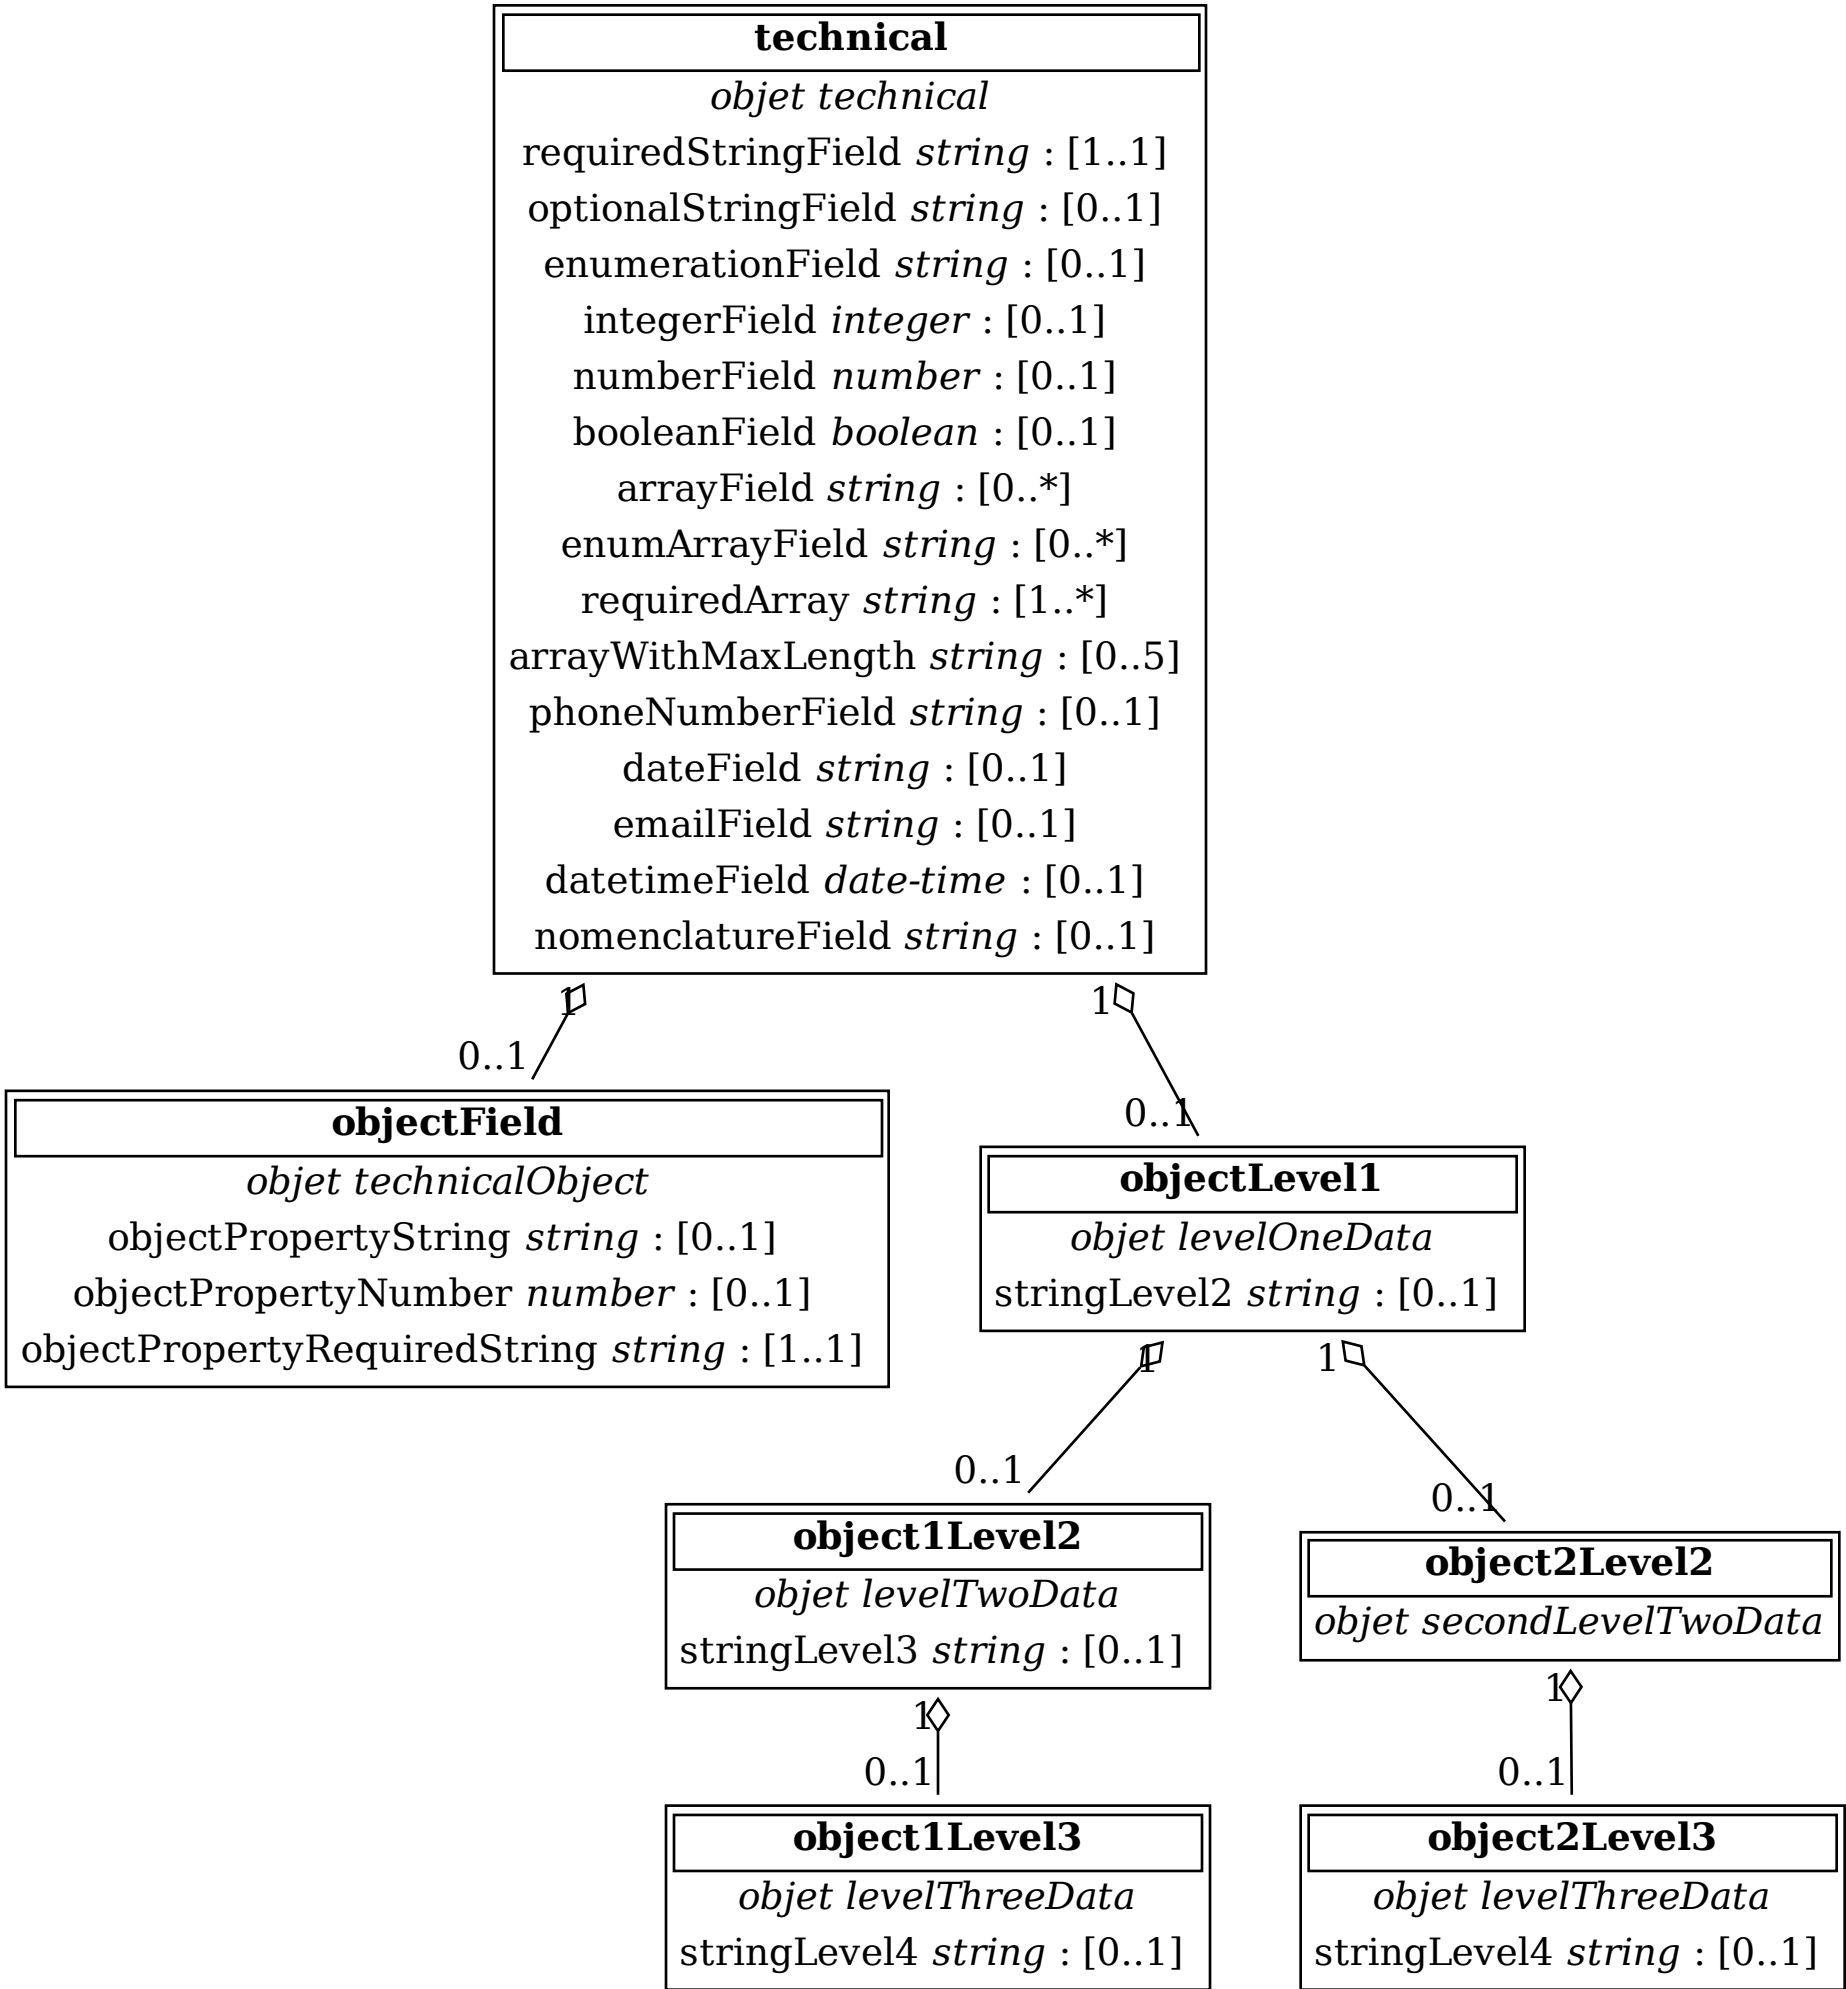 technical
objet technical
requiredStringField string : [1..1]
optionalStringField string : [0..1]
enumerationField string : [0..1]
integerField integer : [0..1]
numberField number : [0..1]
booleanField boolean : [0..1]
arrayField string : [0..*]
enumArrayField string : [0..*]
requiredArray string : [1..*]
arrayWithMaxLength string : [0..5]
phoneNumberField string : [0..1]
dateField string : [0..1]
emailField string : [0..1]
datetimeField date-time : [0..1]
nomenclatureField string : [0..1]
1
1
0..1
0..1
objectField
objet technicalObject
objectPropertyString string : [0..1]
objectPropertyNumber number : [0..1]
objectPropertyRequiredString string : [1..1]
objectLevel1
objet levelOneData
stringLevel2 string : [0..1]
1
1
0..1
0..1
object1Level2
objet levelTwoData
stringLevel3 string : [0..1]
object2Level2
objet secondLevelTwoData
1
1
0..1
0..1
object1Level3
objet levelThreeData
stringLevel4 string : [0..1]
object2Level3
objet levelThreeData
stringLevel4 string : [0..1]